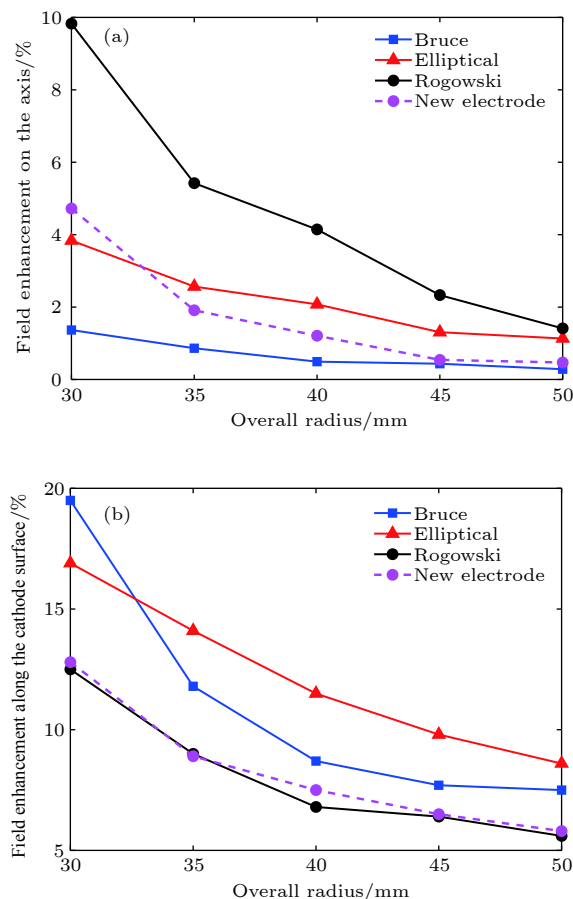 10
8
6
4
2
0
(a)
Bruce
Elliptical
Rogowski
New electrode
Field enhancement on the axis/%
30 35 40 45 50
Overall radius/mm
20
15
10
5
(b)
Bruce
Elliptical
Rogowski
New electrode
Field enhancement along the cathode surface/%
30 35 40 45 50
Overall radius/mm